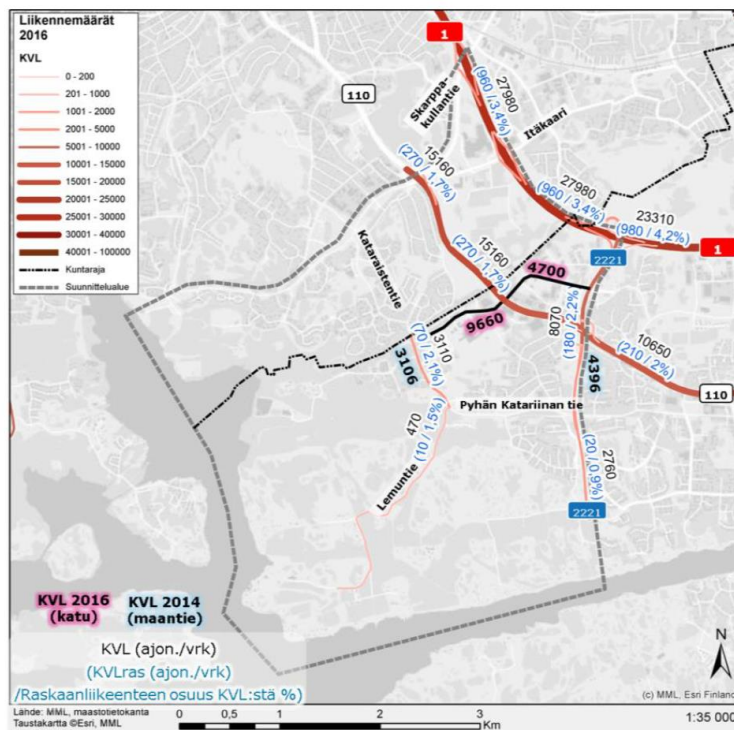 Liikennemäärät
2016
KVL
0 - 200
201 - 1000
1001 - 2000
2001 - 5000
5001 - 10000
10001 - 15000
15001 - 20000
20001 - 25000
25001 - 30000
30001 - 40000
40001 - 100000
Kuntaraja
Suunnittelualue
1
110
Skarppa-
kullantie
27980
(960 / 3.4%)
Itäkaari
15160
(270 / 1.7%)
27980
(960 / 3,4%)
23310
(980 / 4,2%)
1
2221
Kataraistentie
15160
(270 / 1.7%)
4700
9660
8070
(180 / 2,2%)
3110
(70 / 2,1%)
3106
4396
10650
(210 / 2%)
110
Pyhän Katariinan tie
470
(10 / 1,5%)
Lemuntie
2760
(20 / 0,9%)
2221
KVL 2016
(katu)
KVL 2014
(maantie)
KVL (ajon./vrk)
(KVLras (ajon./vrk)
/Raskaanliikeenteen osuus KVL:stä %)
N
(c) MML, Esri Finland
Lähde: MML, maastotietokanta
Taustakartta ©Esri, MML
0 0,5 1 2 3
Km
1:35 000